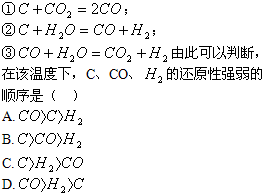 ①C+CO₂=2CO；
②C+H₂O=CO+H₂；
③CO+H₂O=CO₂+H₂由此可以判断，
在该温度下，C、CO、H₂的还原性强弱的
顺序是（　）
A.CO〉C〉H₂
B.C〉CO〉H₂
C.C〉H₂〉CO
D.CO〉H₂〉C